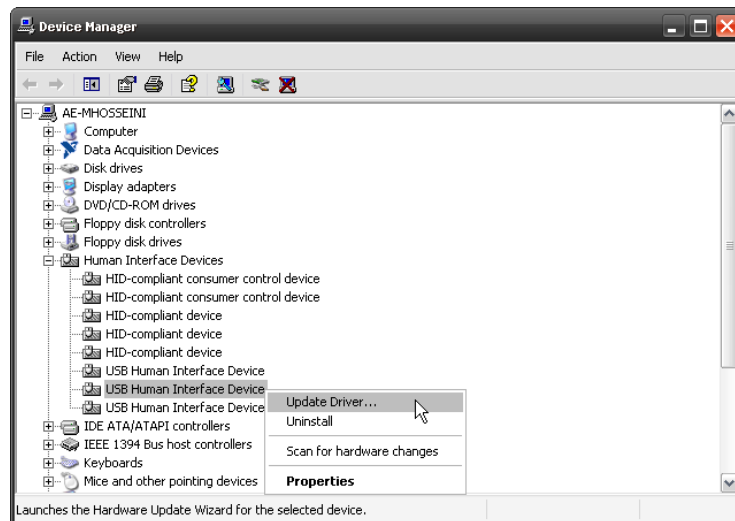 Device Manager
File Action View Help
AE-MHOSSEINI
Computer
Data Acquisition Devices
Disk drives
Display adapters
DVD/CD-ROM drives
Floppy disk controllers
Floppy disk drives
Human Interface Devices
HID-compliant consumer control device
HID-compliant consumer control device
HID-compliant device
HID-compliant device
HID-compliant device
USB Human Interface Device
USB Human Interface Device
USB Human Interface Device
IDE ATA/ATAPI controllers
IEEE 1394 Bus host controllers
Keyboards
Mice and other pointing devices
Update Driver...
Uninstall
Scan for hardware changes
Properties
Launches the Hardware Update Wizard for the selected device.